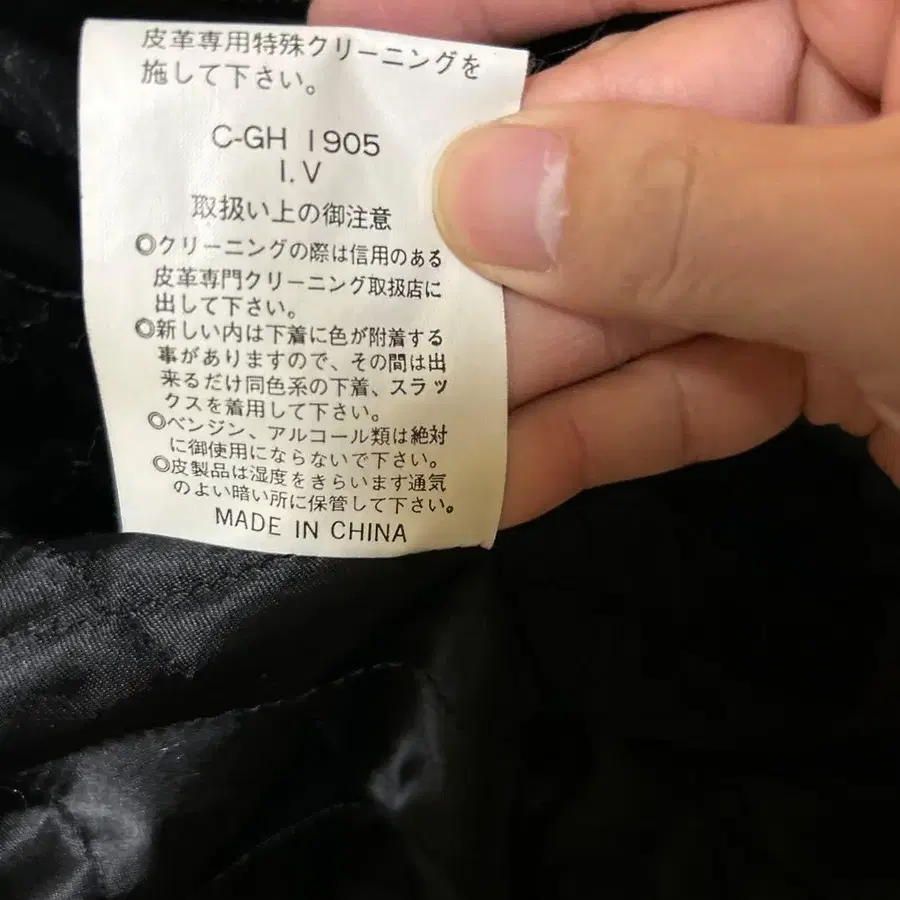 皮革専用特殊クリーニングを
施して下さい。
C-GH 1905
I.V
取扱い上の御注意
◎クリーニングの際は信用のある
皮革専門クリーニング取扱店に
出して下さい。
◎新しい内は下着に色が附着する
事がありますので、その間は出
来るだけ同色系の下着、スラッ
クスを着用して下さい。
◎ベンジン、アルコール類は絶対
に御使用にならないで下さい。
◎皮製品は湿度をきらいます通気
のよい暗い所に保管して下さい。
MADE IN CHINA